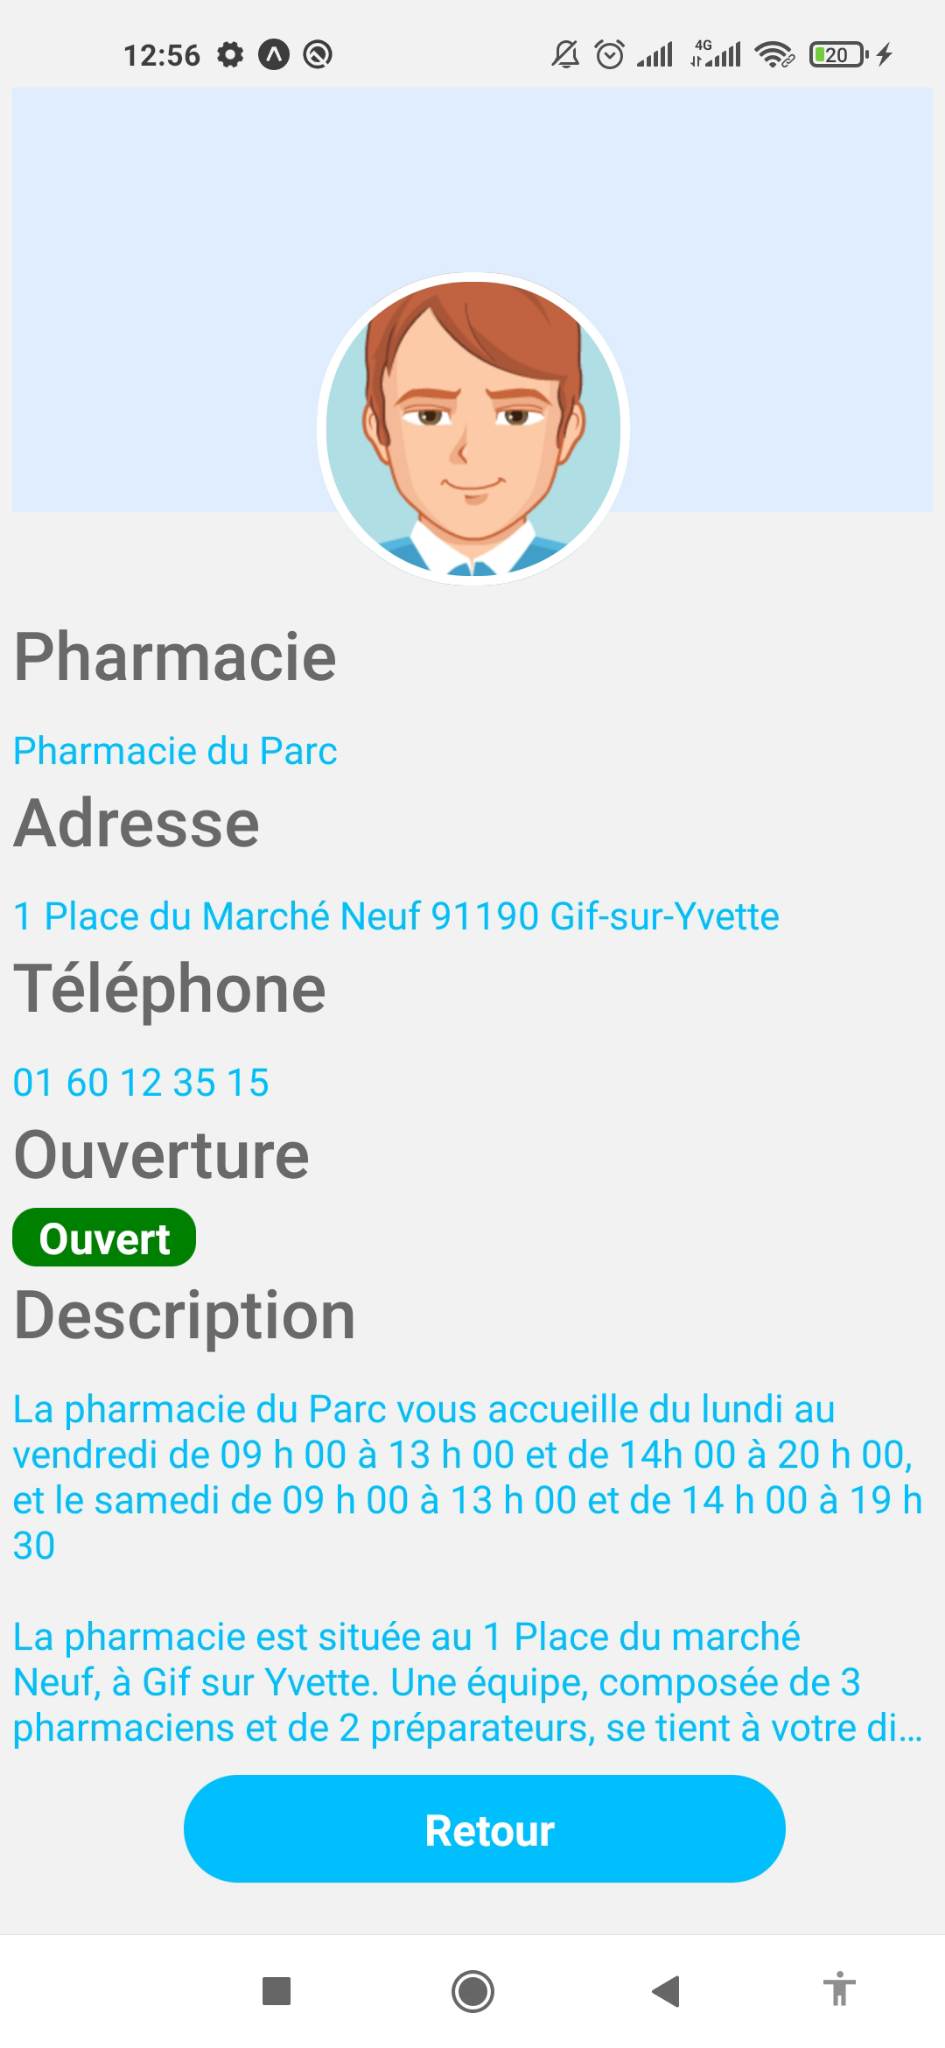 12:56
4G
20
Pharmacie
Pharmacie du Parc
Adresse
1 Place du Marché Neuf 91190 Gif-sur-Yvette
Téléphone
01 60 12 35 15
Ouverture
Ouvert
Description
La pharmacie du Parc vous accueille du lundi au
vendredi de 09 h 00 à 13 h 00 et de 14h 00 à 20 h 00,
et le samedi de 09 h 00 à 13 h 00 et de 14 h 00 à 19 h
30
La pharmacie est située au 1 Place du marché
Neuf, à Gif sur Yvette. Une équipe, composée de 3
pharmaciens et de 2 préparateurs, se tient à votre di…
Retour